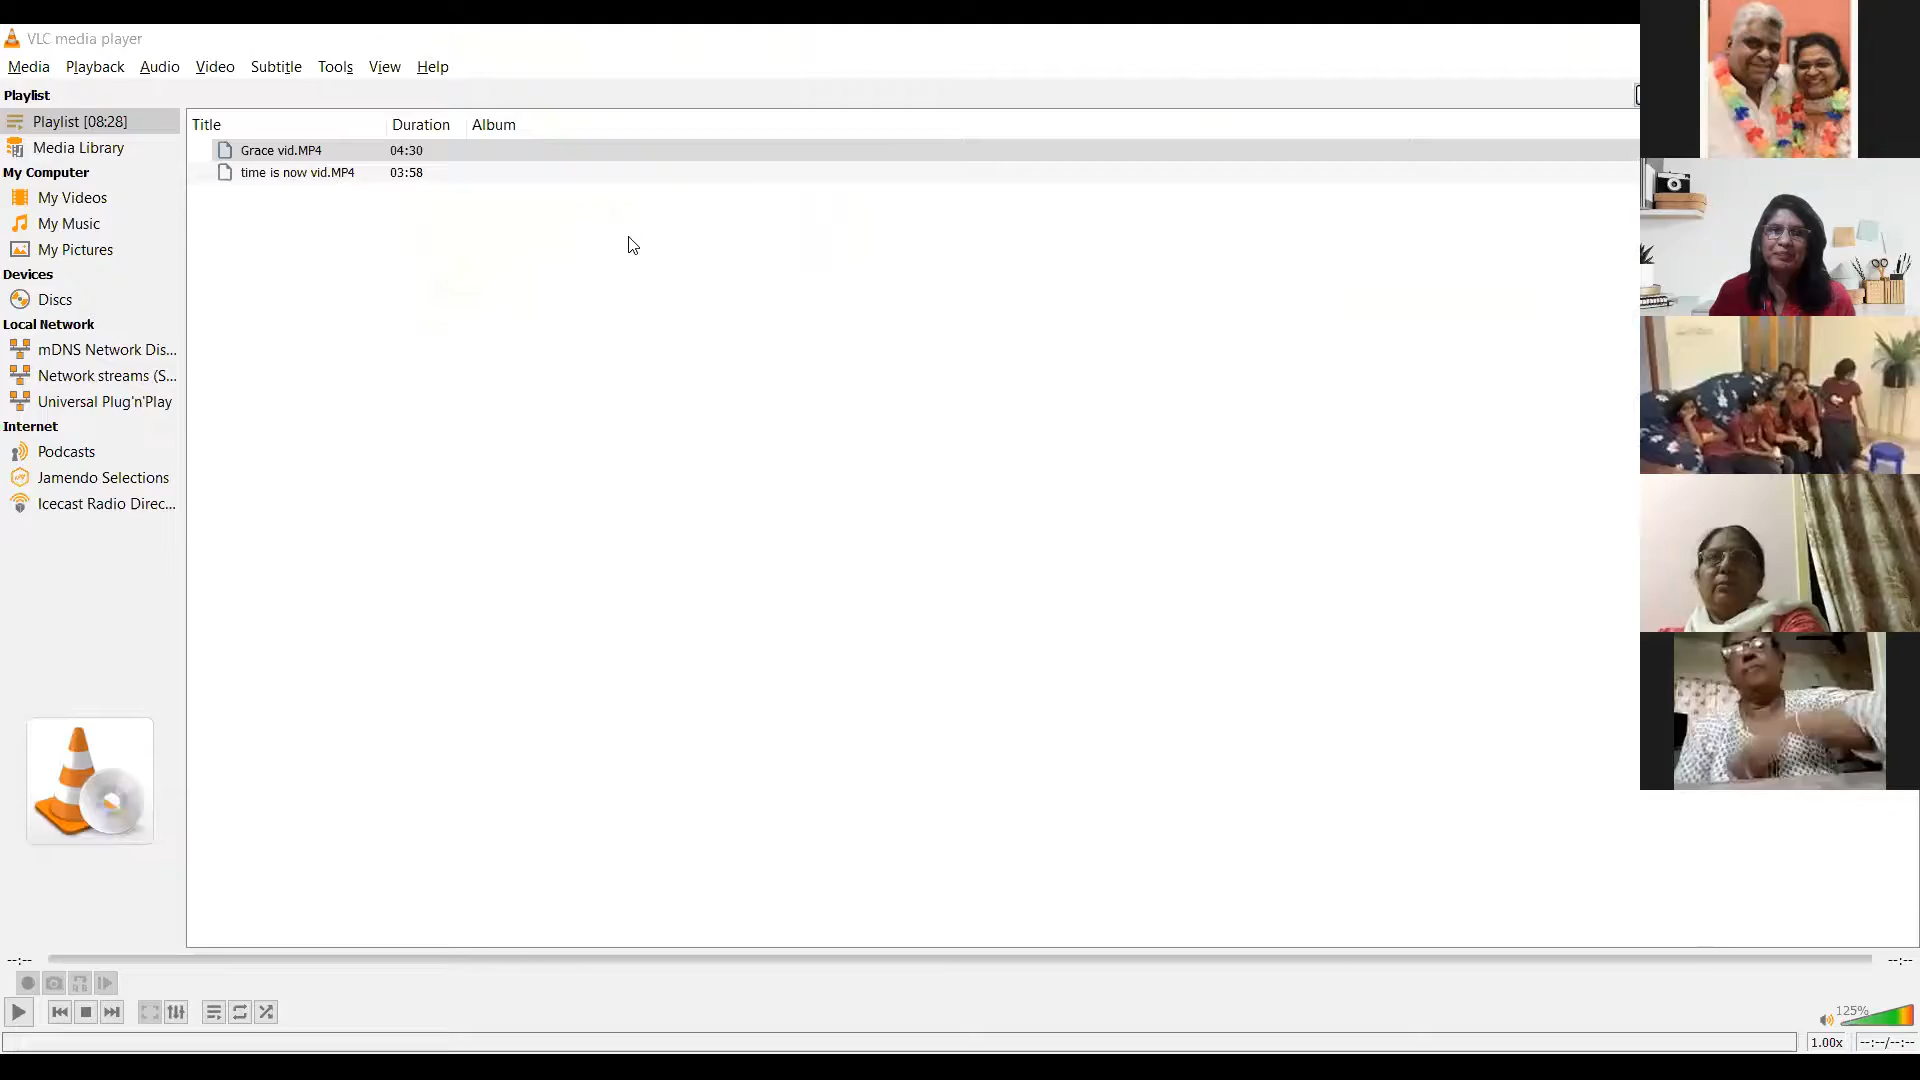 VLC media player
Media Playback Audio Video Subtitle Tools View Help
Playlist
Playlist [08:28]
Media Library
My Computer
My Videos
My Music
My Pictures
Devices
Discs
Local Network
mDNS Network Dis...
Network streams (S...
Universal Plug'n'Play
Internet
Podcasts
Jamendo Selections
Icecast Radio Direc...
Title Duration Album
Grace vid.MP4 04:30
time is now vid.MP4 03:58
--:-- --:--
125%
1.00x --:--/--:--